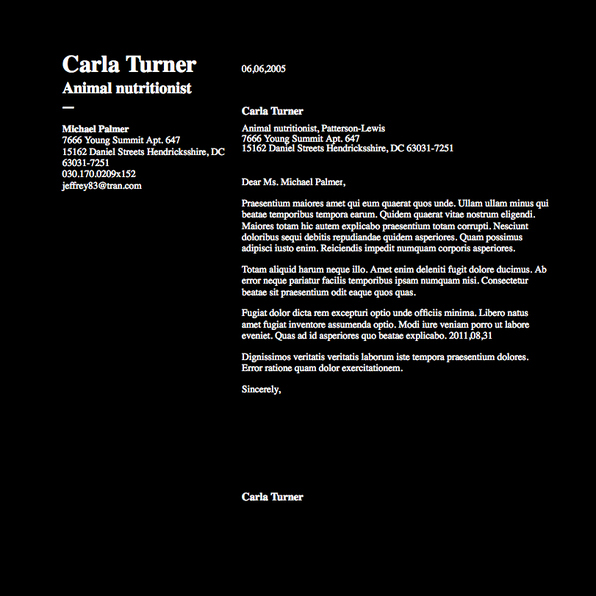 Carla Turner
Animal nutritionist
Michael Palmer
7666 Young Summit Apt. 647
15162 Daniel Streets Hendricksshire, DC
63031-7251
030.170.0209x152
jeffrey83@tran.com
06,06,2005
Carla Turner
Animal nutritionist, Patterson-Lewis
7666 Young Summit Apt. 647
15162 Daniel Streets Hendricksshire, DC 63031-7251
Dear Ms. Michael Palmer,
Praesentium maiores amet qui eum quaerat quos unde. Ullam ullam minus qui
beatae temporibus tempora earum. Quidem quaerat vitae nostrum eligendi.
Maiores totam hic autem explicabo praesentium totam corrupti. Nesciunt
doloribus sequi debitis repudiandae quidem asperiores. Quam possimus
adipisci iusto enim. Reiciendis impedit numquam corporis asperiores.
Totam aliquid harum neque illo. Amet enim deleniti fugit dolore ducimus. Ab
error neque pariatur facilis temporibus ipsam numquam nisi. Consectetur
beatae sit praesentium odit eaque quos quas.
Fugiat dolor dicta rem excepturi optio unde officiis minima. Libero natus
amet fugiat inventore assumenda optio. Modi iure veniam porro ut labore
eveniet. Quas ad id asperiores quo beatae explicabo. 2011,08,31
Dignissimos veritatis veritatis laborum iste tempora praesentium dolores.
Error ratione quam dolor exercitationem.
Sincerely,
Carla Turner